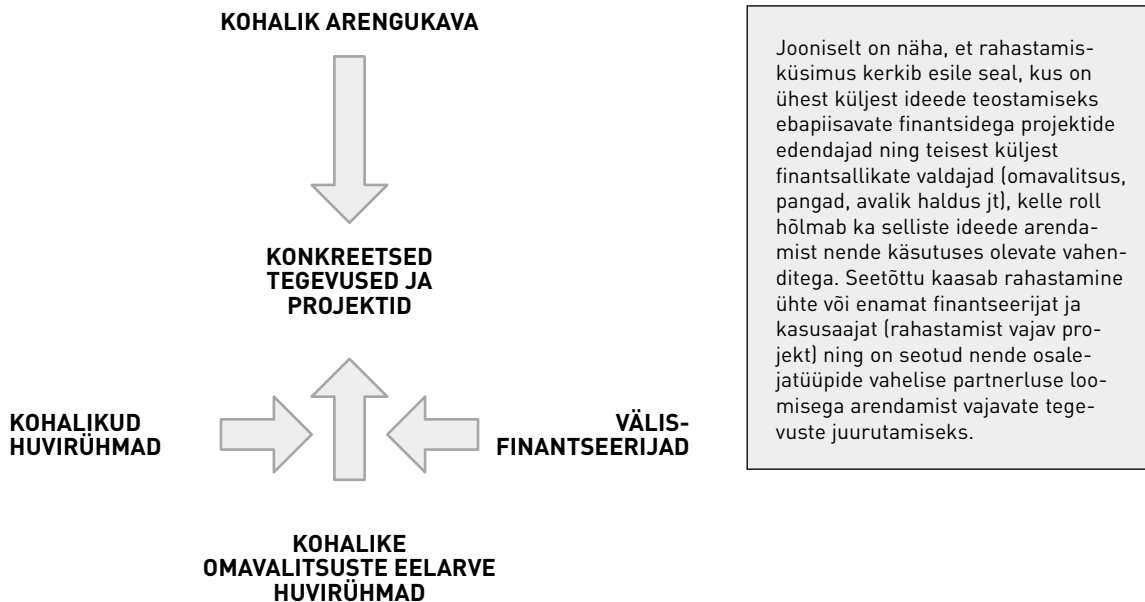 KOHALIK ARENGUKAVA
KONKREETSED
TEGEVUSED JA
PROJEKTID
KOHALIKUD
HUVIRÜHMAD
VÄLIS-
FINANTSEERIJAD
KOHALIKE
OMAVALITSUSTE EELARVE
HUVIRÜHMAD
Jooniselt on näha, et rahastamis-
küsimus kerkib esile seal, kus on
ühest küljest ideede teostamiseks
ebapiisavate finantsidega projektide
edendajad ning teisest küljest
finantsallikate valdajad (omavalitsus,
pangad, avalik haldus jt), kelle roll
hõlmab ka selliste ideede arenda-
mist nende käsutuses olevate vahen-
ditega. Seetõttu kaasab rahastamine
ühte või enamat finantseerijat ja
kasusaajat (rahastamist vajav pro-
jekt) ning on seotud nende osale-
jatüüpide vahelise partnerluse loo-
misega arendamist vajavate tege-
vuste juurutamiseks.